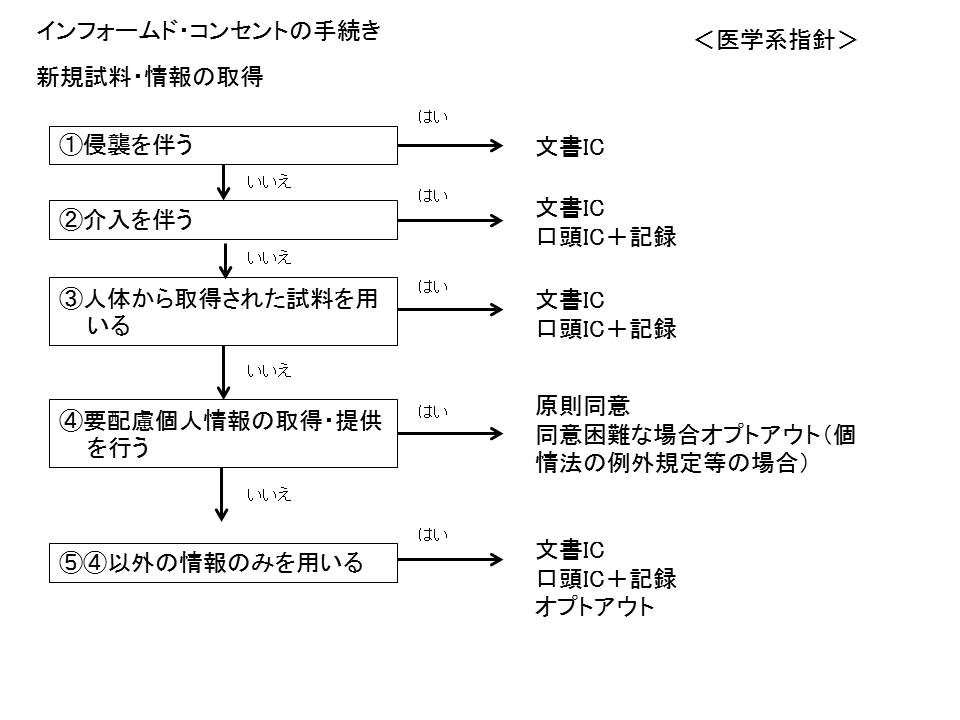 インフォームド・コンセントの手続き
＜医学系指針＞
新規試料・情報の取得
はい
①侵襲を伴う
文書IC
いいえ
はい
②介入を伴う
文書IC
口頭IC＋記録
いいえ
はい
③人体から取得された試料を用
いる
文書IC
口頭IC＋記録
いいえ
はい
④要配慮個人情報の取得・提供
を行う
原則同意
同意困難な場合オプトアウト（個
情法の例外規定等の場合）
いいえ
はい
⑤④以外の情報のみを用いる
文書IC
口頭IC＋記録
オプトアウト